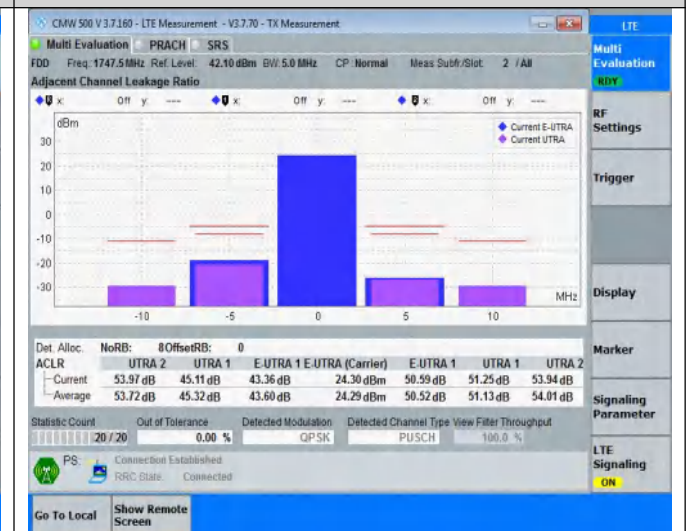 CMW 500 V 3.7.160 - LTE Measurement - V3.7.70 - TX Measurement
LTE
Multi Evaluation PRACH SRS
FDD Freq: 1747.5 MHz Ref. Level: 42.10 dBm BW: 5.0 MHz CP: Normal Meas Subfr./Slot: 2 / All
Adjacent Channel Leakage Ratio
x: Off y: --- x: Off y: --- x: Off y: ---
dBm
Current E-UTRA
Current UTRA
30
20
10
0
-10
-20
-30
MHz
-10 -5 0 5 10
Det. Alloc. NoRB: 8 OffsetRB: 0
ACLR UTRA 2 UTRA 1 E-UTRA 1 E-UTRA (Carrier) E-UTRA 1 UTRA 1 UTRA 2
Current 53.97 dB 45.11 dB 43.36 dB 24.30 dBm 50.59 dB 51.25 dB 53.94 dB
Average 53.72 dB 45.32 dB 43.60 dB 24.29 dBm 50.52 dB 51.13 dB 54.01 dB
Statistic Count Out of Tolerance Detected Modulation Detected Channel Type View Filter Throughput
20 / 20 0.00 % QPSK PUSCH 100.0 %
PS: Connection Established
RRC State: Connected
Multi
Evaluation
RDY
RF
Settings
Trigger
Display
Marker
Signaling
Parameter
LTE
Signaling
ON
Go To Local
Show Remote
Screen